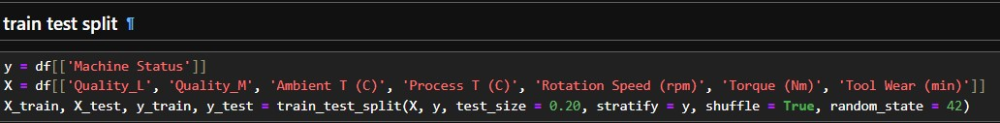 train test split ¶
y = df[['Machine Status']]
X = df[['Quality_L', 'Quality_M', 'Ambient T (C)', 'Process T (C)', 'Rotation Speed (rpm)', 'Torque (Nm)', 'Tool Wear (min)']]
X_train, X_test, y_train, y_test = train_test_split(X, y, test_size = 0.20, stratify = y, shuffle = True, random_state = 42)